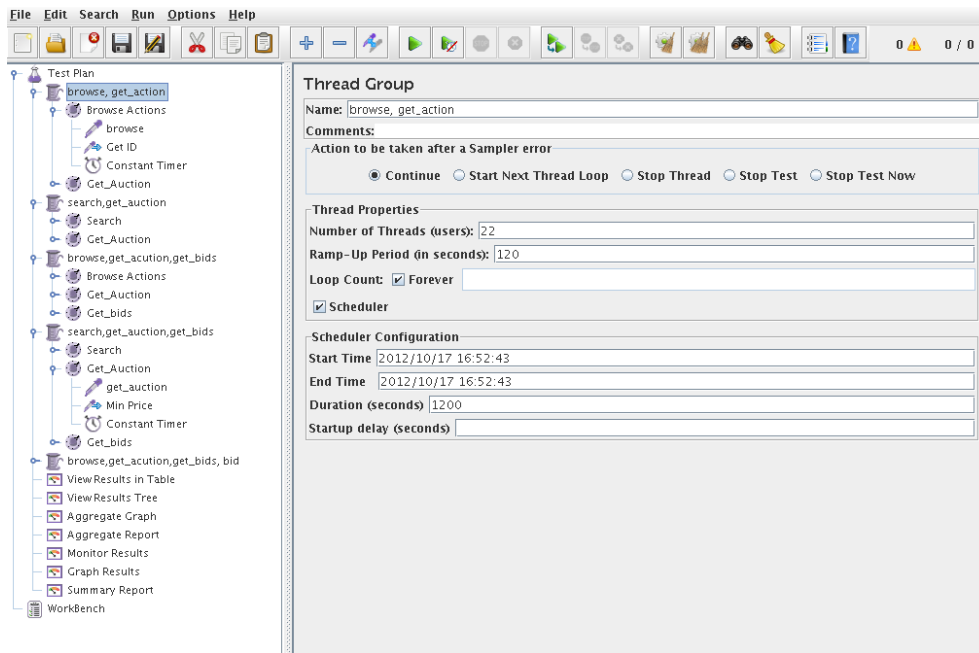 File Edit Search Run Options Help
0 0 / 0
Test Plan
browse, get_action
Browse Actions
browse
Get ID
Constant Timer
Get_Auction
search,get_auction
Search
Get_Auction
browse,get_acution,get_bids
Browse Actions
Get_Auction
Get_bids
search,get_auction,get_bids
Search
Get_Auction
get_auction
Min Price
Constant Timer
Get_bids
browse,get_acution,get_bids, bid
View Results in Table
View Results Tree
Aggregate Graph
Aggregate Report
Monitor Results
Graph Results
Summary Report
WorkBench
Thread Group
Name: browse, get_action
Comments:
Action to be taken after a Sampler error
Continue Start Next Thread Loop Stop Thread Stop Test Stop Test Now
Thread Properties
Number of Threads (users): 22
Ramp-Up Period (in seconds): 120
Loop Count: Forever
Scheduler
Scheduler Configuration
Start Time 2012/10/17 16:52:43
End Time 2012/10/17 16:52:43
Duration (seconds) 1200
Startup delay (seconds)